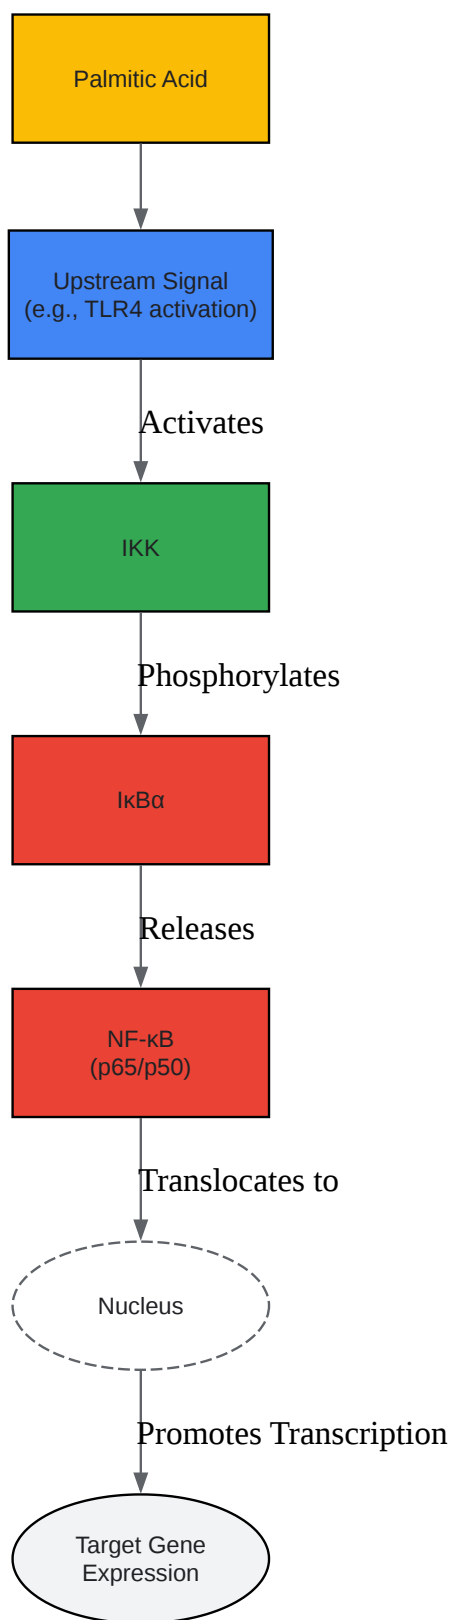 Palmitic Acid
Upstream Signal
(e.g., TLR4 activation)
Activates
IKK
Phosphorylates
IκBα
Releases
NF-κB
(p65/p50)
Translocates to
Nucleus
Promotes Transcription
Target Gene
Expression